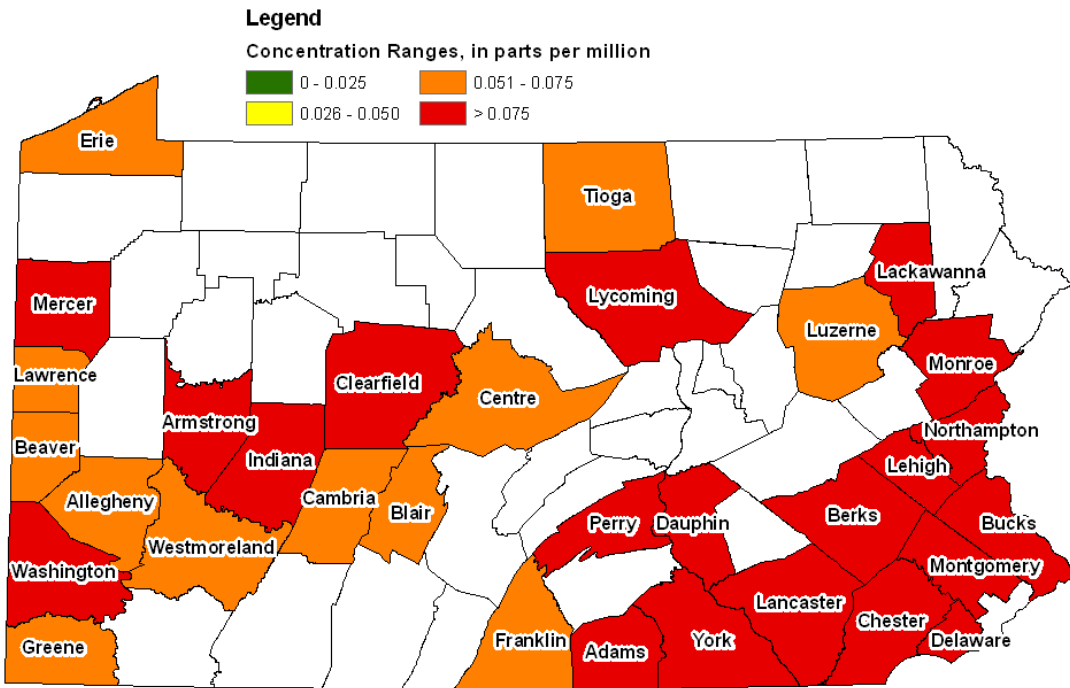 Legend
Concentration Ranges, in parts per million
0 - 0.025
0.051 - 0.075
0.026 - 0.050
> 0.075
Erie
Tioga
Lackawanna
Mercer
Lycoming
Luzerne
Monroe
Lawrence
Clearfield
Centre
Armstrong
Northampton
Beaver
Indiana
Lehigh
Allegheny
Cambria
Blair
Perry
Dauphin
Berks
Bucks
Westmoreland
Washington
Montgomery
Lancaster
Chester
Greene
Franklin
Adams
York
Delaware